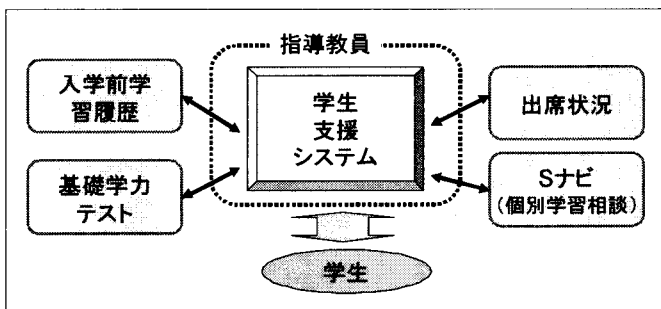 指導教員
入学前学
習履歴
基礎学力
テスト
学生
支援
システム
出席状況
Sナビ
(個別学習相談)
学生